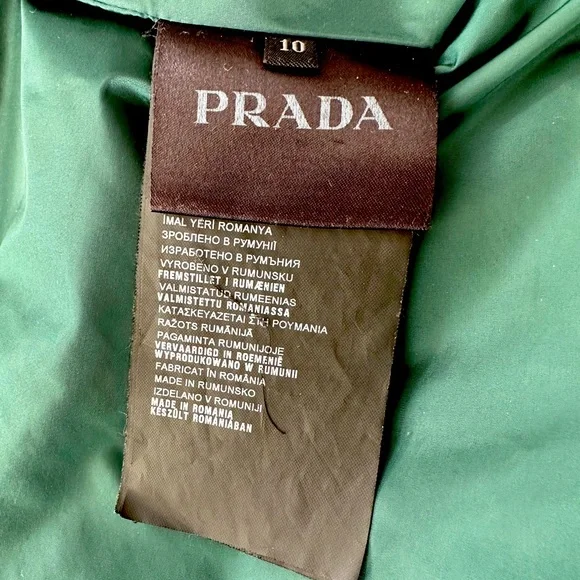 10
PRADA
IMAL YERİ ROMANYA
ЗРОБЛЕНО В РУМУНІЇ
ИЗРАБОТЕНО В РУМЪНИЯ
VYROBENO V RUMUNSKU
FREMSTILLET I RUMÆNIEN
VALMISTATUD RUMEENIAS
VALMISTETTU ROMANIASSA
ΚΑΤΑΣΚΕΥΑΖΕΤΑΙ ΣΤΗ ΡΟΥΜΑΝΙΑ
RAŽOTS RUMĀNIJĀ
PAGAMINTA RUMUNIJOJE
VERVAARDIGD IN ROEMENIË
WYPRODUKOWANO W RUMUNII
FABRICAT ÎN ROMÂNIA
MADE IN RUMUNSKO
IZDELANO V ROMUNIJI
MADE IN ROMANIA
KÉSZÜLT ROMÁNIÁBAN